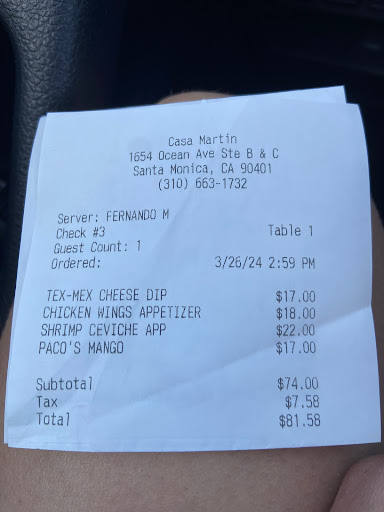 Casa Martin
1654 Ocean Ave Ste B & C
Santa Monica, CA 90401
(310) 663-1732
Server: FERNANDO M
Check #3 Table 1
Guest Count: 1
Ordered: 3/26/24 2:59 PM
TEX-MEX CHEESE DIP $17.00
CHICKEN WINGS APPETIZER $18.00
SHRIMP CEVICHE APP $22.00
PACO'S MANGO $17.00
Subtotal $74.00
Tax $7.58
Total $81.58